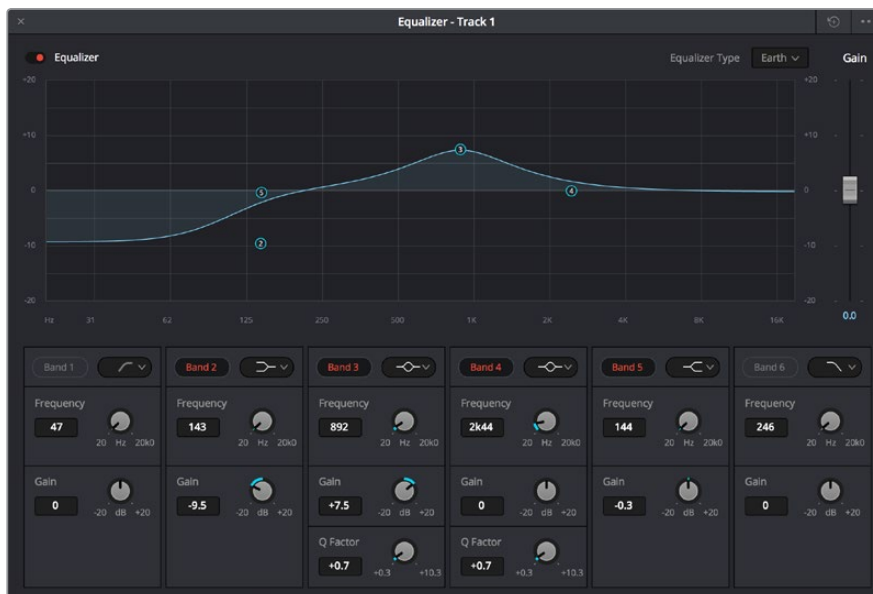 × Equalizer - Track 1
Equalizer Equalizer Type Earth Gain
+20 +20
+10 +10
0 0
-10 -10
-20 -20
5 3 4
2
Hz 31 62 125 250 500 1K 2K 4K 8K 16K 0.0
Band 1 Band 2 Band 3 Band 4 Band 5 Band 6
Frequency Frequency Frequency Frequency Frequency Frequency
47 143 892 2k44 144 246
20 Hz 20k0 20 Hz 20k0 20 Hz 20k0 20 Hz 20k0 20 Hz 20k0 20 Hz 20k0
Gain Gain Gain Gain Gain Gain
0 -9.5 +7.5 0 -0.3 0
-20 dB +20 -20 dB +20 -20 dB +20 -20 dB +20 -20 dB +20 -20 dB +20
Q Factor Q Factor
+0.7 +0.7
+0.3 +10.3 +0.3 +10.3